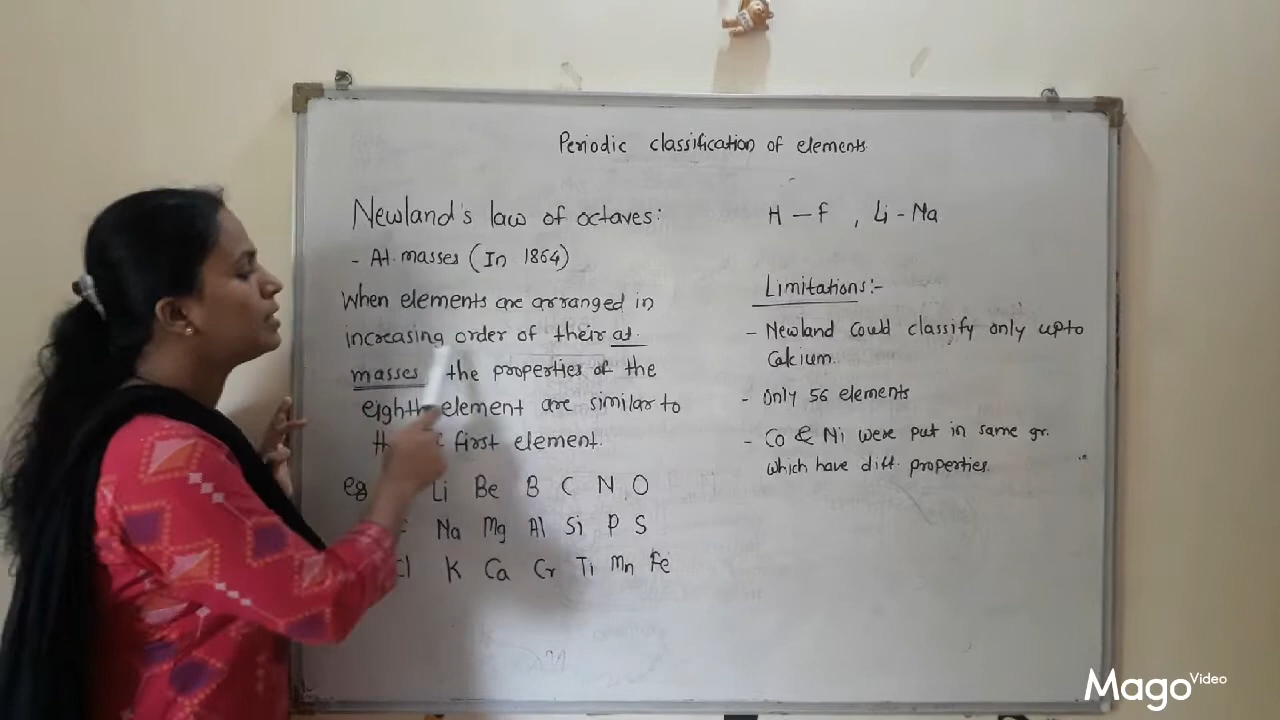 Periodic classification of elements
Newland's law of octaves:
- At. masses (In 1864)
When elements are arranged in
increasing order of their at.
masses the properties of the
eighth element are similar to
first element.
eg Li Be B C N O
Na Mg Al Si P S
Cl K Ca Cr Ti Mn Fe
H - F , Li - Na
Limitations:-
- Newland Could classify only upto
Calcium.
- Only 56 elements
- Co & Ni were put in same gr.
which have diff. properties.
Mago Video